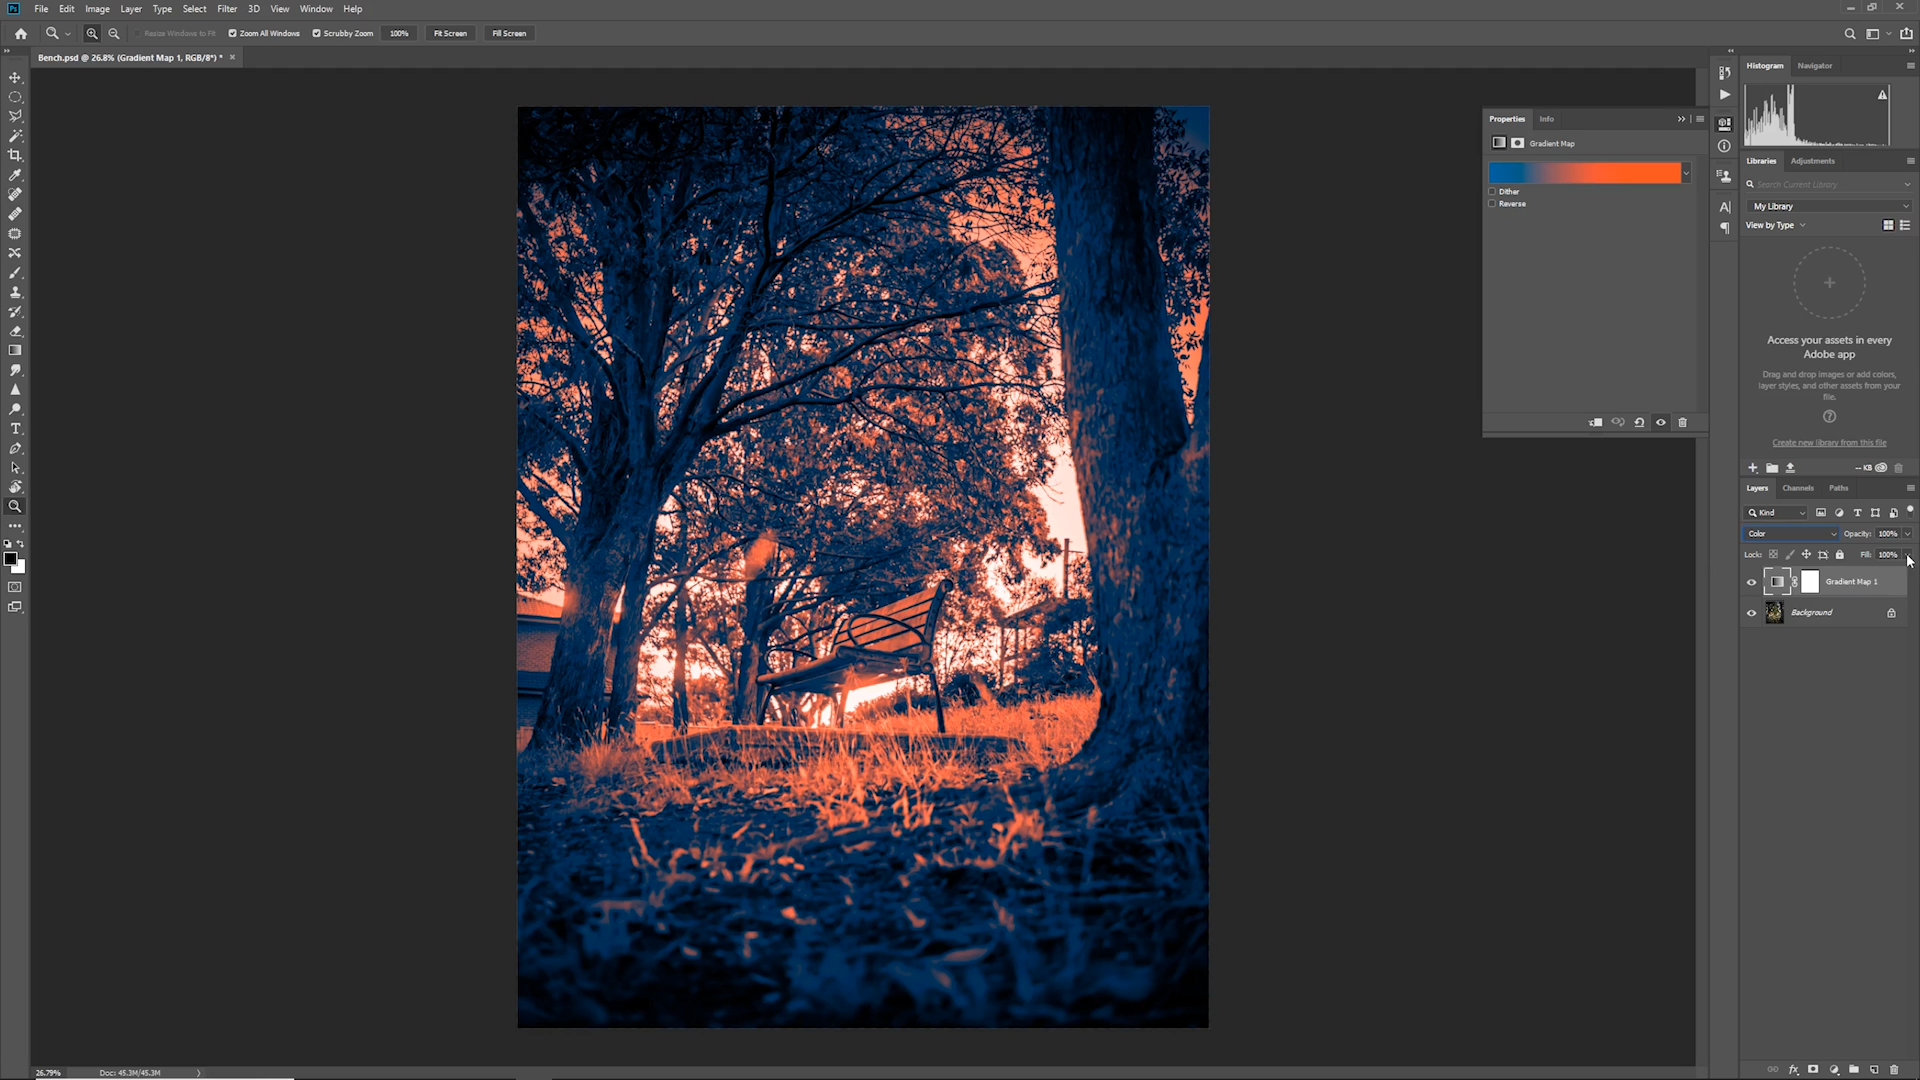 Ps File Edit Image Layer Type Select Filter 3D View Window Help
Resize Windows to Fit Zoom All Windows Scrubby Zoom 100% Fit Screen Fill Screen
Bench.psd @ 26.8% (Gradient Map 1, RGB/8*) *
Histogram Navigator
Properties Info
Gradient Map
Dither
Reverse
Libraries Adjustments
Search Current Library
My Library
View by Type
Access your assets in every
Adobe app
Drag and drop images or add colors,
layer styles, and other assets from your
file.
Create new library from this file
-- KB
Layers Channels Paths
Kind
Color Opacity: 100%
Lock: Fill: 100%
Gradient Map 1
Background
26.79% Doc: 45.3M/45.3M